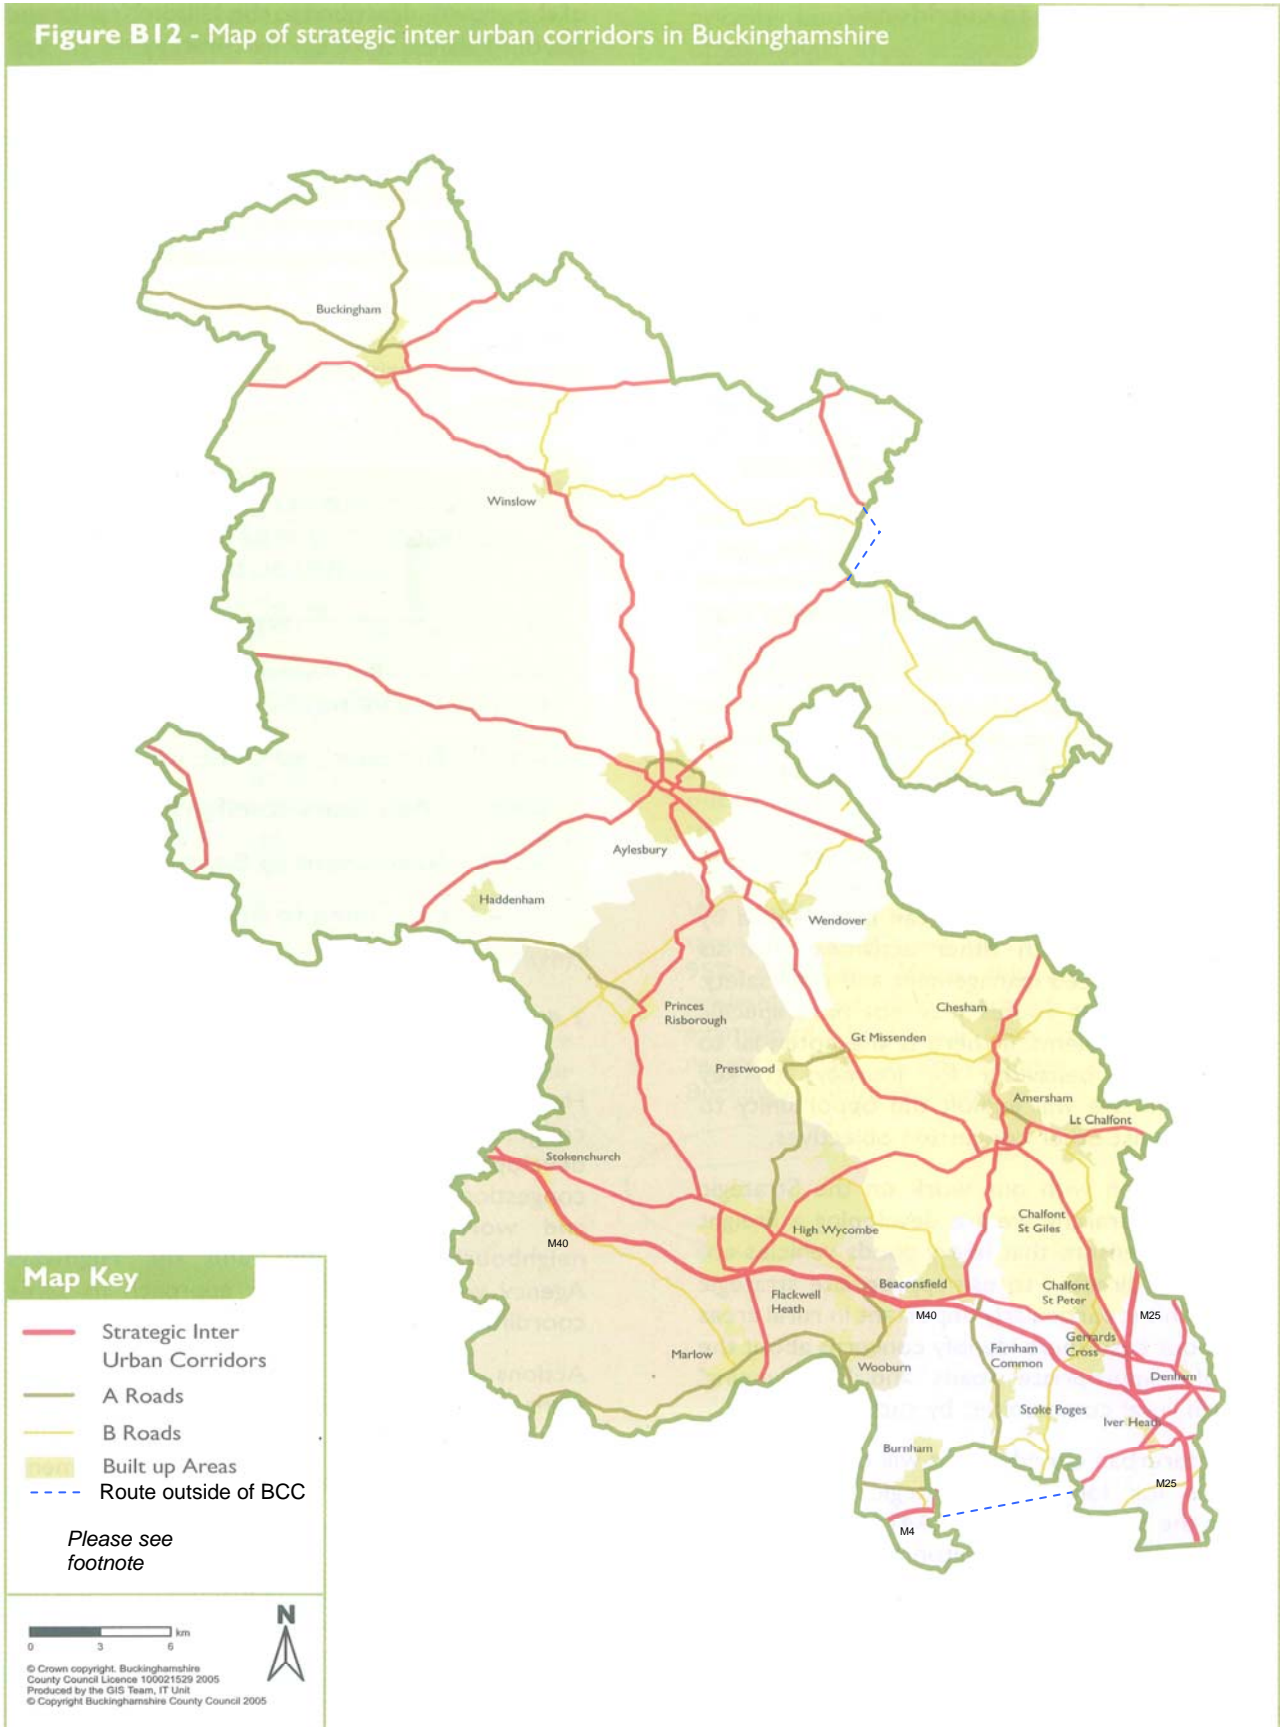 Figure B12 - Map of strategic inter urban corridors in Buckinghamshire
Buckingham
Winslow
Aylesbury
Haddenham
Wendover
Princes
Risborough
Chesham
Gt Missenden
Prestwood
Amersham
Lt Chalfont
Stokenchurch
Chalfont
St Giles
High Wycombe
M40
Beaconsfield
Chalfont
St Peter
Flackwell
Heath
M40
M25
Gerrards
Cross
Farnham
Common
Marlow
Wooburn
Denham
Stoke Poges
Iver Heath
Burnham
M25
M4
Map Key
Strategic Inter
Urban Corridors
A Roads
B Roads
Built up Areas
Route outside of BCC
Please see
footnote
N
km
0 3 6
© Crown copyright. Buckinghamshire
County Council Licence 100021529 2005
Produced by the GIS Team, IT Unit
© Copyright Buckinghamshire County Council 2005